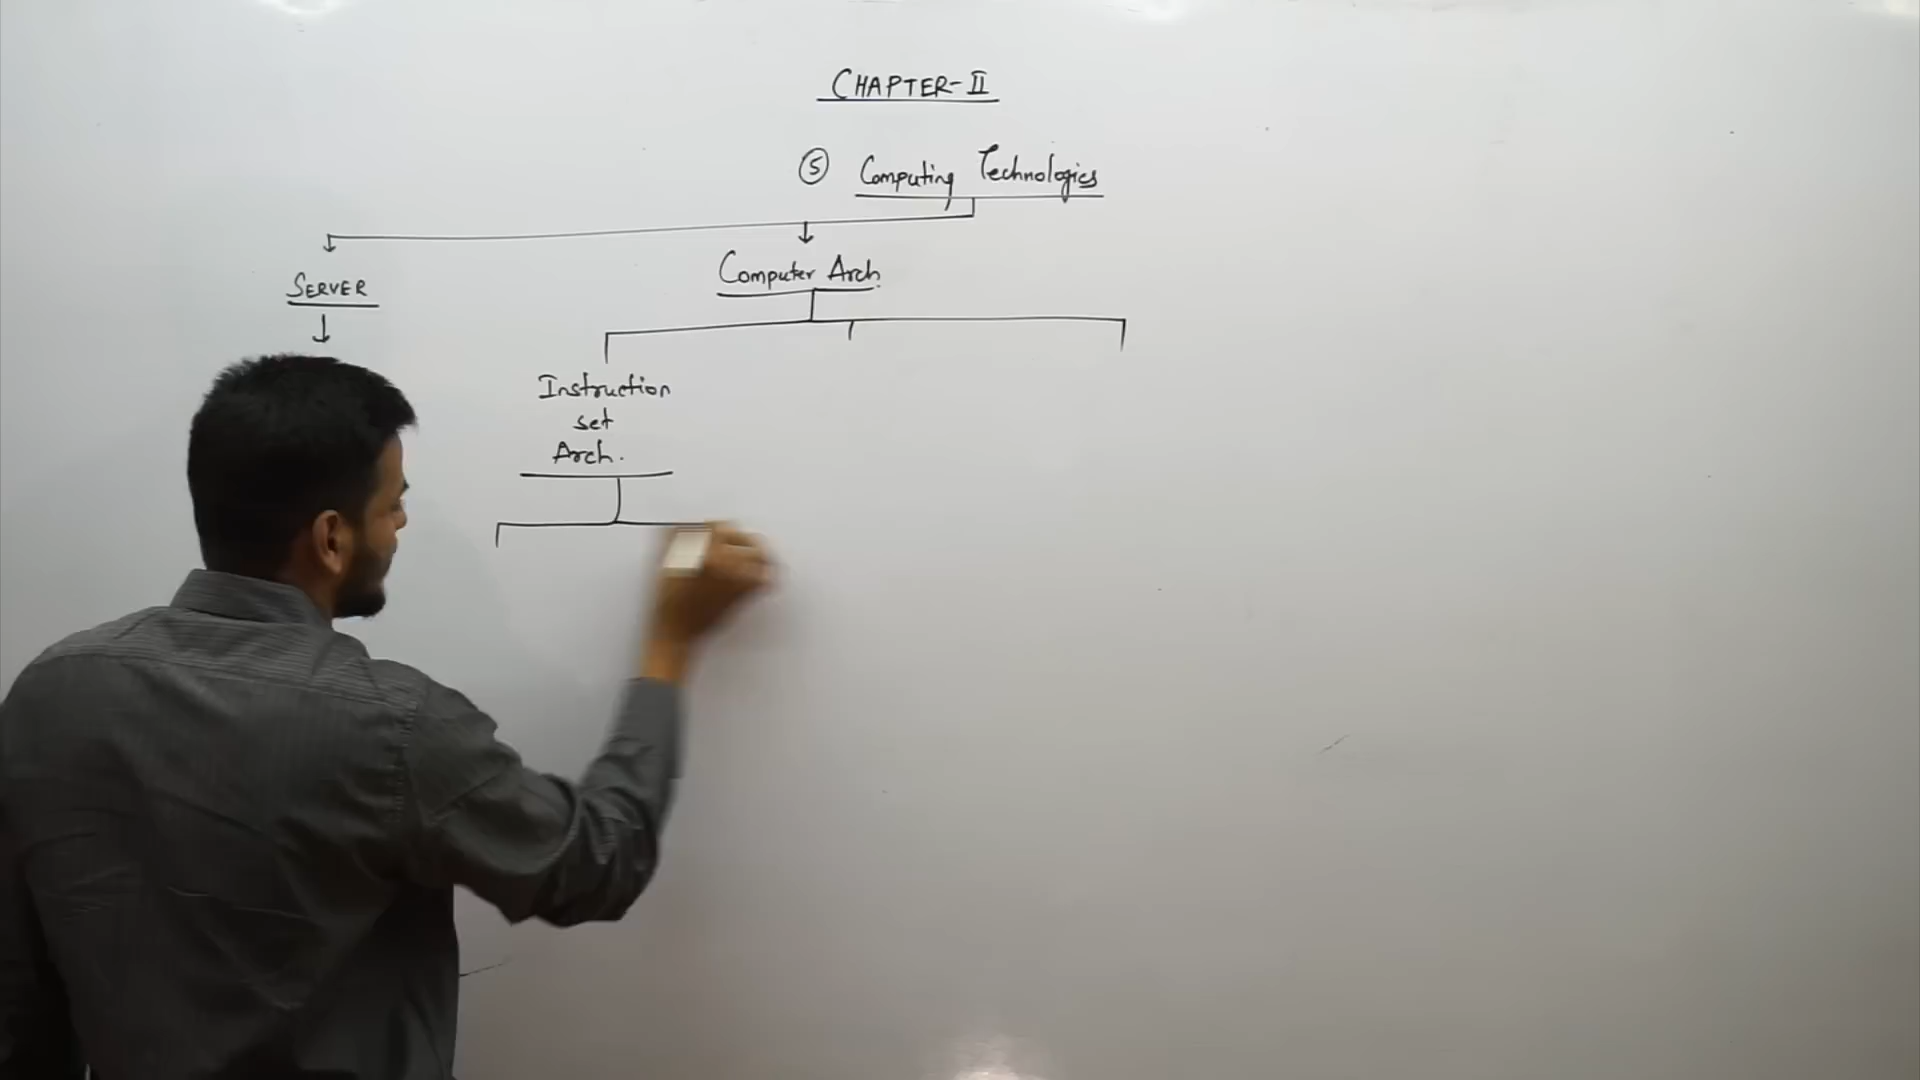 CHAPTER-II
⑤ Computing Technologies
Computer Arch.
SERVER
Instruction
set
Arch.